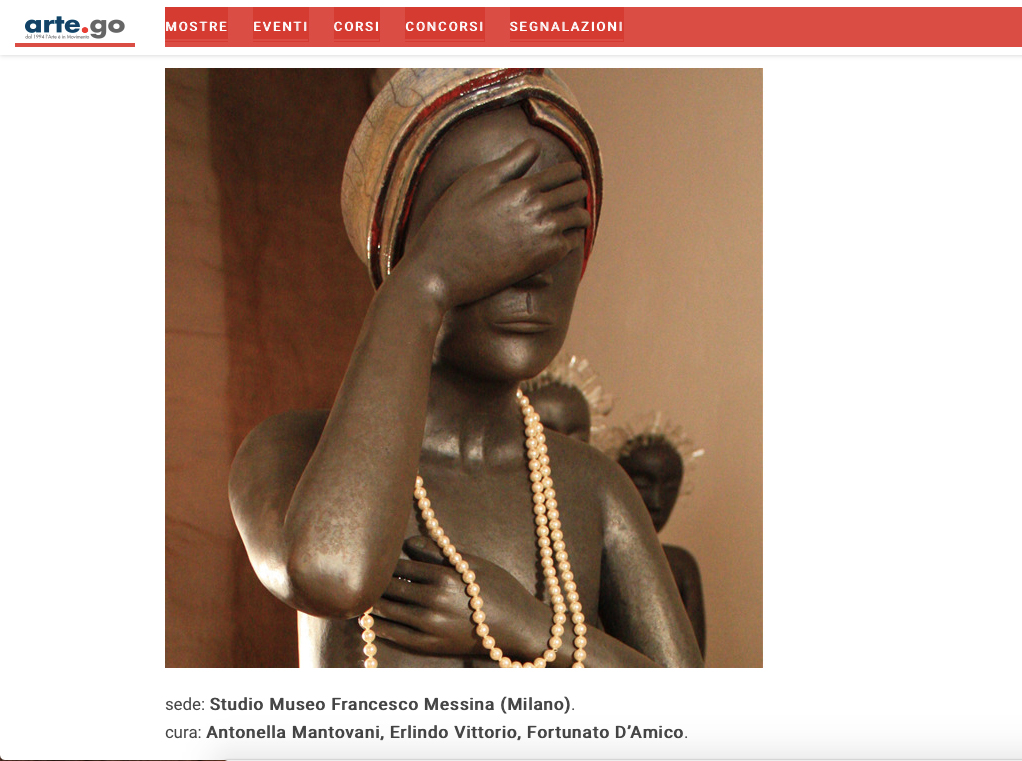 arte.go
dal 1994 l'Arte è in Movimento
MOSTRE EVENTI CORSI CONCORSI SEGNALAZIONI
sede: Studio Museo Francesco Messina (Milano).
cura: Antonella Mantovani, Erlindo Vittorio, Fortunato D’Amico.